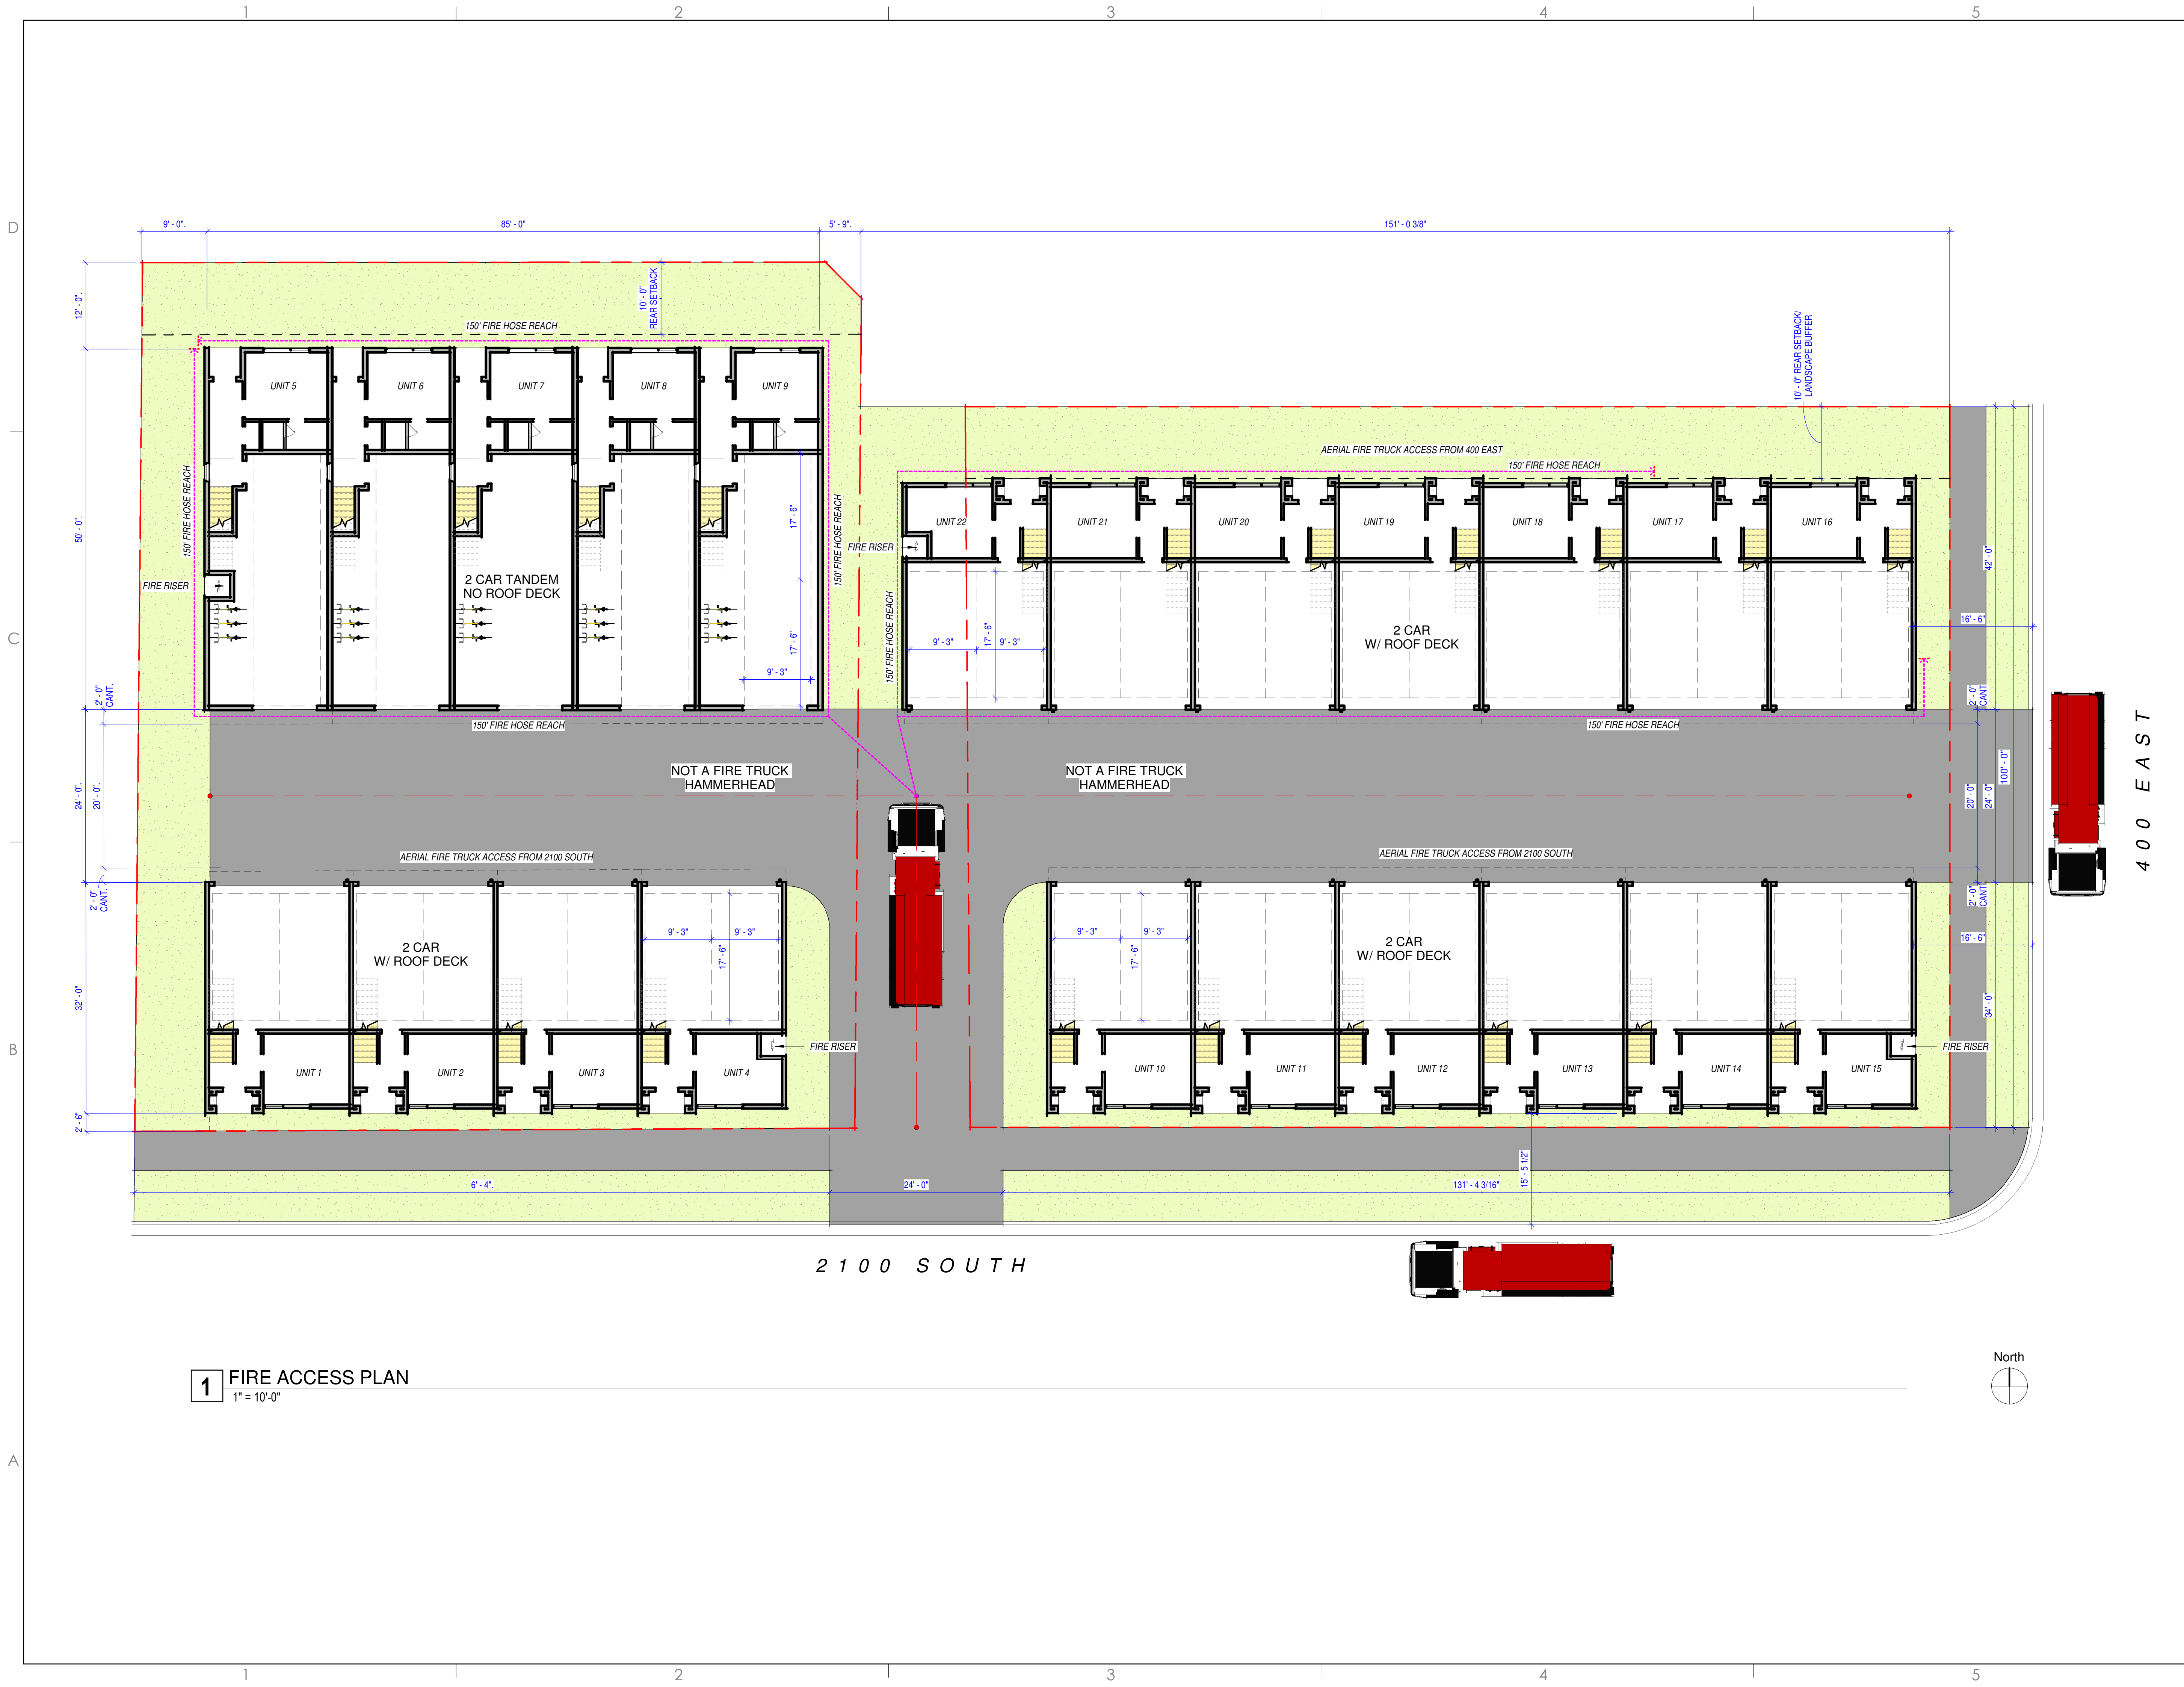 1 2 3 4 5
D
C
B
A
9' - 0".
85' - 0"
5' - 9".
151' - 0 3/8"
12' - 0".
10' - 0"
REAR SETBACK
150' FIRE HOSE REACH
10' - 0" REAR SETBACK/
LANDSCAPE BUFFER
UNIT 5
UNIT 6
UNIT 7
UNIT 8
UNIT 9
AERIAL FIRE TRUCK ACCESS FROM 400 EAST
150' FIRE HOSE REACH
50' - 0".
150' FIRE HOSE REACH
150' FIRE HOSE REACH
17' - 6"
17' - 6"
9' - 3"
FIRE RISER
2 CAR TANDEM
NO ROOF DECK
FIRE RISER
UNIT 22
UNIT 21
UNIT 20
UNIT 19
UNIT 18
UNIT 17
UNIT 16
150' FIRE HOSE REACH
9' - 3"
17' - 6"
9' - 3"
2 CAR
W/ ROOF DECK
42' - 0"
16' - 6"
2' - 0"
CANT.
2' - 0"
CANT.
150' FIRE HOSE REACH
150' FIRE HOSE REACH
24' - 0".
20' - 0".
NOT A FIRE TRUCK
HAMMERHEAD
NOT A FIRE TRUCK
HAMMERHEAD
20' - 0"
24' - 0"
100' - 0"
400 EAST
AERIAL FIRE TRUCK ACCESS FROM 2100 SOUTH
AERIAL FIRE TRUCK ACCESS FROM 2100 SOUTH
2' - 0"
CANT.
2' - 0"
CANT.
2 CAR
W/ ROOF DECK
9' - 3"
9' - 3"
17' - 6"
9' - 3"
9' - 3"
17' - 6"
2 CAR
W/ ROOF DECK
16' - 6"
32' - 0"
34' - 0"
FIRE RISER
FIRE RISER
UNIT 1
UNIT 2
UNIT 3
UNIT 4
UNIT 10
UNIT 11
UNIT 12
UNIT 13
UNIT 14
UNIT 15
2' - 6"
6' - 4".
24' - 0"
131' - 4 3/16"
15' - 5 1/2"
2100 SOUTH
1
FIRE ACCESS PLAN
1" = 10'-0"
North
1 2 3 4 5